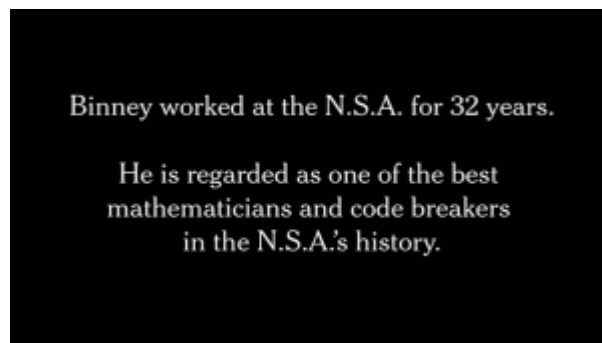 Binney worked at the N.S.A. for 32 years.
He is regarded as one of the best
mathematicians and code breakers
in the N.S.A.'s history.